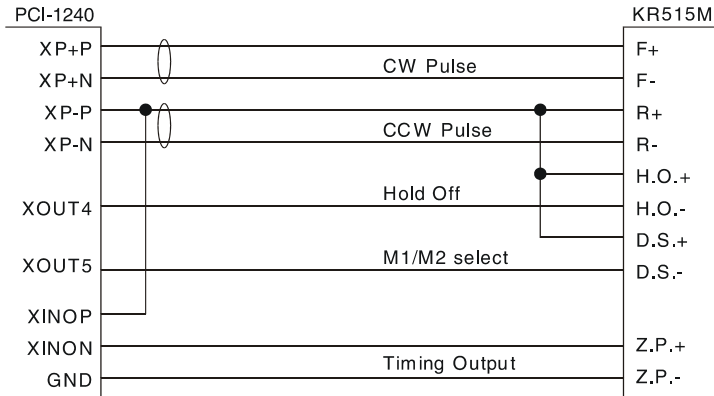 PCI-1240 KR515M
XP+P F+
CW Pulse
XP+N F-
XP-P R+
CCW Pulse
XP-N R-
H.O.+
Hold Off
XOUT4 H.O.-
D.S.+
M1/M2 select
XOUT5 D.S.-
XINOP
XINON Z.P.+
Timing Output
GND Z.P.-